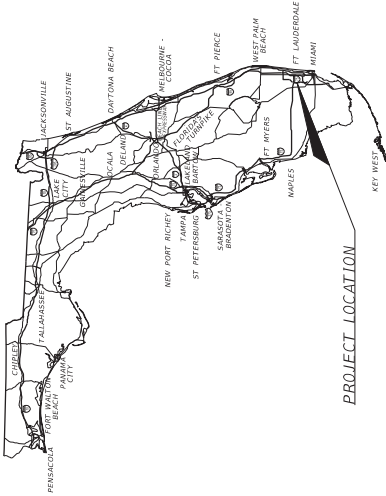 PENSACOLA
FORT WALTON
BEACH
PANAMA
CITY
CHIPLEY
TALLAHASSEE
JACKSONVILLE
LAKE
CITY
ST AUGUSTINE
GAINESVILLE
OCALA
DELAND
DAYTONA BEACH
ORLANDO
MELBOURNE -
COCOA
NEW PORT RICHEY
TAMPA
LAKELAND
BARTOW
ST PETERSBURG
SARASOTA
BRADENTON
FLORIDA'S
TURNPIKE
FT PIERCE
WEST PALM
BEACH
FT MYERS
NAPLES
FT LAUDERDALE
MIAMI
KEY WEST
PROJECT LOCATION